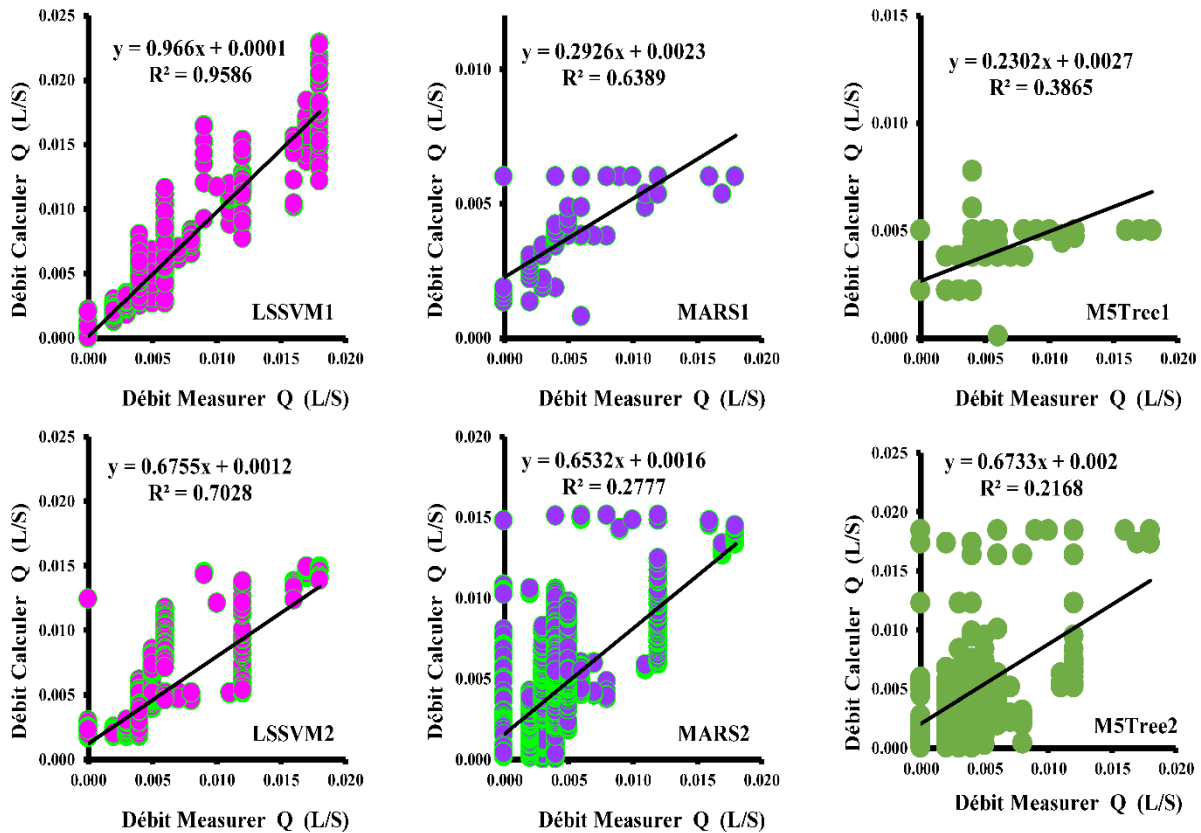 0.025
0.020
0.015
0.010
0.005
0.000
Débit Calculer Q (L/S)
y = 0.966x + 0.0001
R² = 0.9586
LSSVM1
0.000 0.005 0.010 0.015 0.020
Débit Measurer Q (L/S)
0.015
0.010
0.005
0.000
Débit Calculer Q (L/S)
y = 0.2926x + 0.0023
R² = 0.6389
MARS1
0.000 0.005 0.010 0.015 0.020
Débit Measurer Q (L/S)
0.015
0.010
0.005
0.000
Débit Calculer Q (L/S)
y = 0.2302x + 0.0027
R² = 0.3865
M5Tree1
0.000 0.005 0.010 0.015 0.020
Débit Measurer Q (L/S)
0.025
0.020
0.015
0.010
0.005
0.000
Débit Calculer Q (L/S)
y = 0.6755x + 0.0012
R² = 0.7028
LSSVM2
0.000 0.005 0.010 0.015 0.020
Débit Measurer Q (L/S)
0.020
0.015
0.010
0.005
0.000
Débit Calculer Q (L/S)
y = 0.6532x + 0.0016
R² = 0.2777
MARS2
0.000 0.005 0.010 0.015 0.020
Débit Measurer Q (L/S)
0.025
0.020
0.015
0.010
0.005
0.000
Débit Calculer Q (L/S)
y = 0.6733x + 0.002
R² = 0.2168
M5Tree2
0.000 0.005 0.010 0.015 0.020
Débit Measurer Q (L/S)